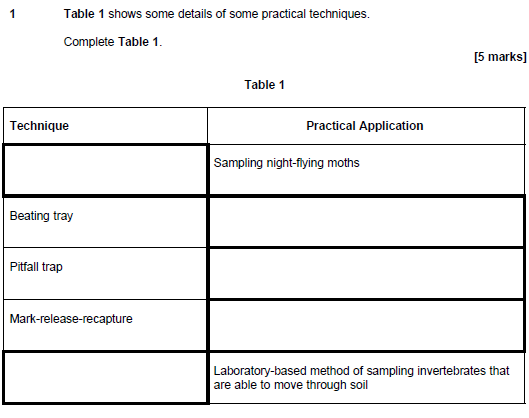 1 Table 1 shows some details of some practical techniques.
Complete Table 1.
[5 marks]
Table 1
Technique Practical Application
Sampling night-flying moths
Beating tray
Pitfall trap
Mark-release-recapture
Laboratory-based method of sampling invertebrates that
are able to move through soil